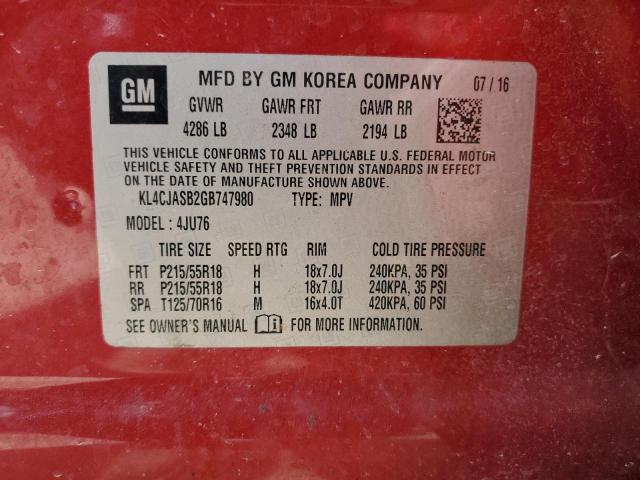 GM MFD BY GM KOREA COMPANY 07/16
GVWR GAWR FRT GAWR RR
4286 LB 2348 LB 2194 LB
THIS VEHICLE CONFORMS TO ALL APPLICABLE U.S. FEDERAL MOTOR
VEHICLE SAFETY AND THEFT PREVENTION STANDARDS IN EFFECT
ON THE DATE OF MANUFACTURE SHOWN ABOVE.
KL4CJASB2GB747980 TYPE: MPV
MODEL: 4JU76
TIRE SIZE SPEED RTG RIM COLD TIRE PRESSURE
FRT P215/55R18 H 18x7.0J 240KPA, 35 PSI
RR P215/55R18 H 18x7.0J 240KPA, 35 PSI
SPA T125/70R16 M 16x4.0T 420KPA, 60 PSI
SEE OWNER'S MANUAL FOR MORE INFORMATION.